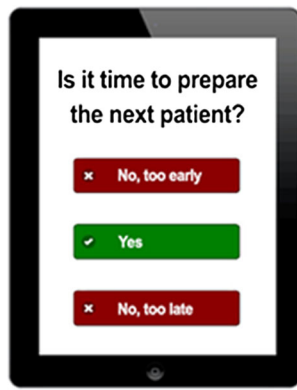 Is it time to prepare
the next patient?
No, too early
Yes
No, too late